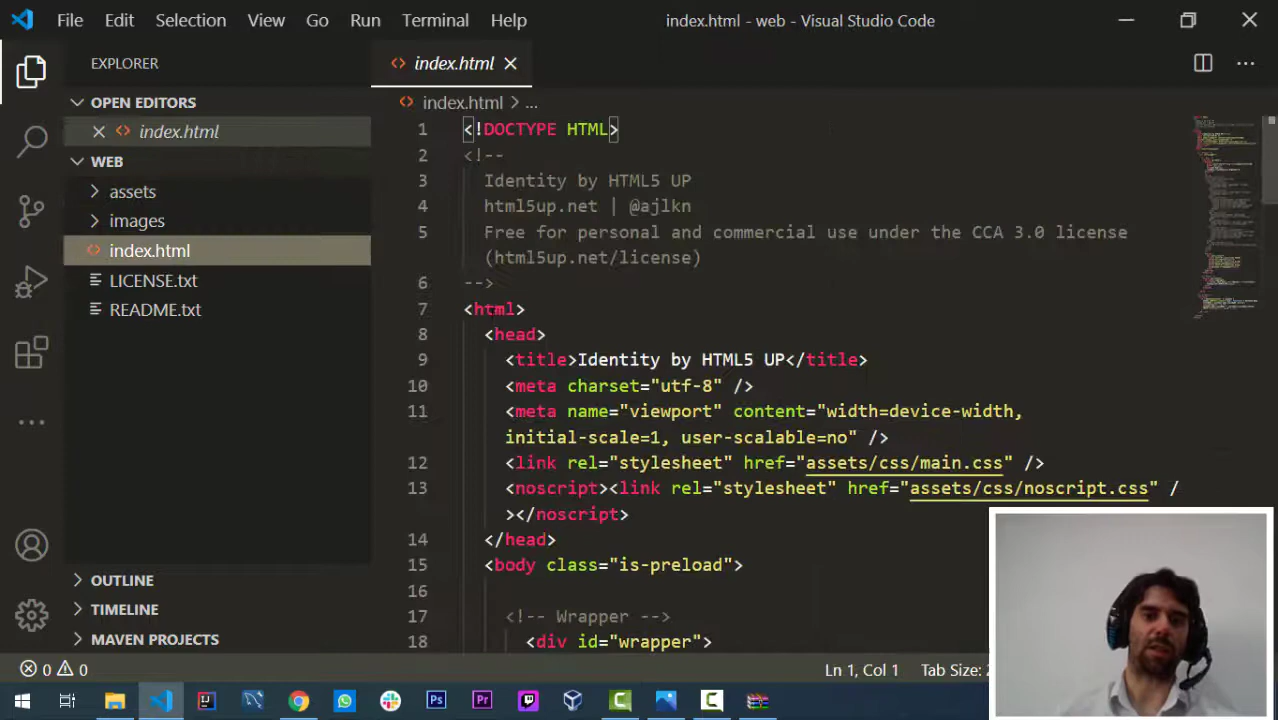 File Edit Selection View Go Run Terminal Help index.html - web - Visual Studio Code
EXPLORER
index.html
OPEN EDITORS
index.html
WEB
assets
images
index.html
LICENSE.txt
README.txt
OUTLINE
TIMELINE
MAVEN PROJECTS
index.html > ...
1 <!DOCTYPE HTML>
2 <!--
3 Identity by HTML5 UP
4 html5up.net | @ajlkn
5 Free for personal and commercial use under the CCA 3.0 license
(html5up.net/license)
6 -->
7 <html>
8 <head>
9 <title>Identity by HTML5 UP</title>
10 <meta charset="utf-8" />
11 <meta name="viewport" content="width=device-width,
initial-scale=1, user-scalable=no" />
12 <link rel="stylesheet" href="assets/css/main.css" />
13 <noscript><link rel="stylesheet" href="assets/css/noscript.css" /
></noscript>
14 </head>
15 <body class="is-preload">
16
17 <!-- Wrapper -->
18 <div id="wrapper">
0 0 Ln 1, Col 1 Tab Size:
Ps Pr